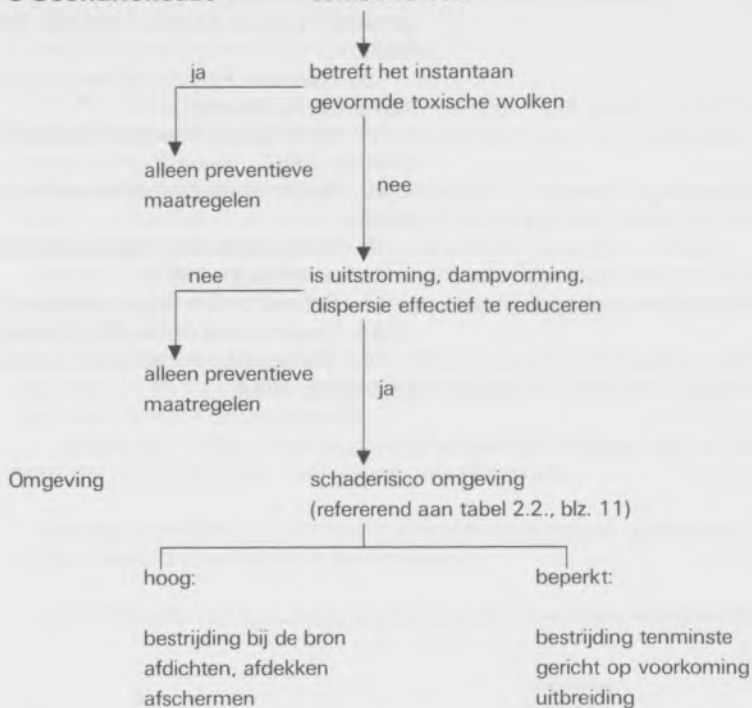 ja
betreft het instantaan
gevormde toxische wolken
alleen preventieve
maatregelen
nee
nee
is uitstroming, dampvorming,
dispersie effectief te reduceren
alleen preventieve
maatregelen
ja
Omgeving
schaderisico omgeving
(refererend aan tabel 2.2., blz. 11)
hoog:
beperkt:
bestrijding bij de bron
afdichten, afdekken
afschermen
bestrijding tenminste
gericht op voorkoming
uitbreiding